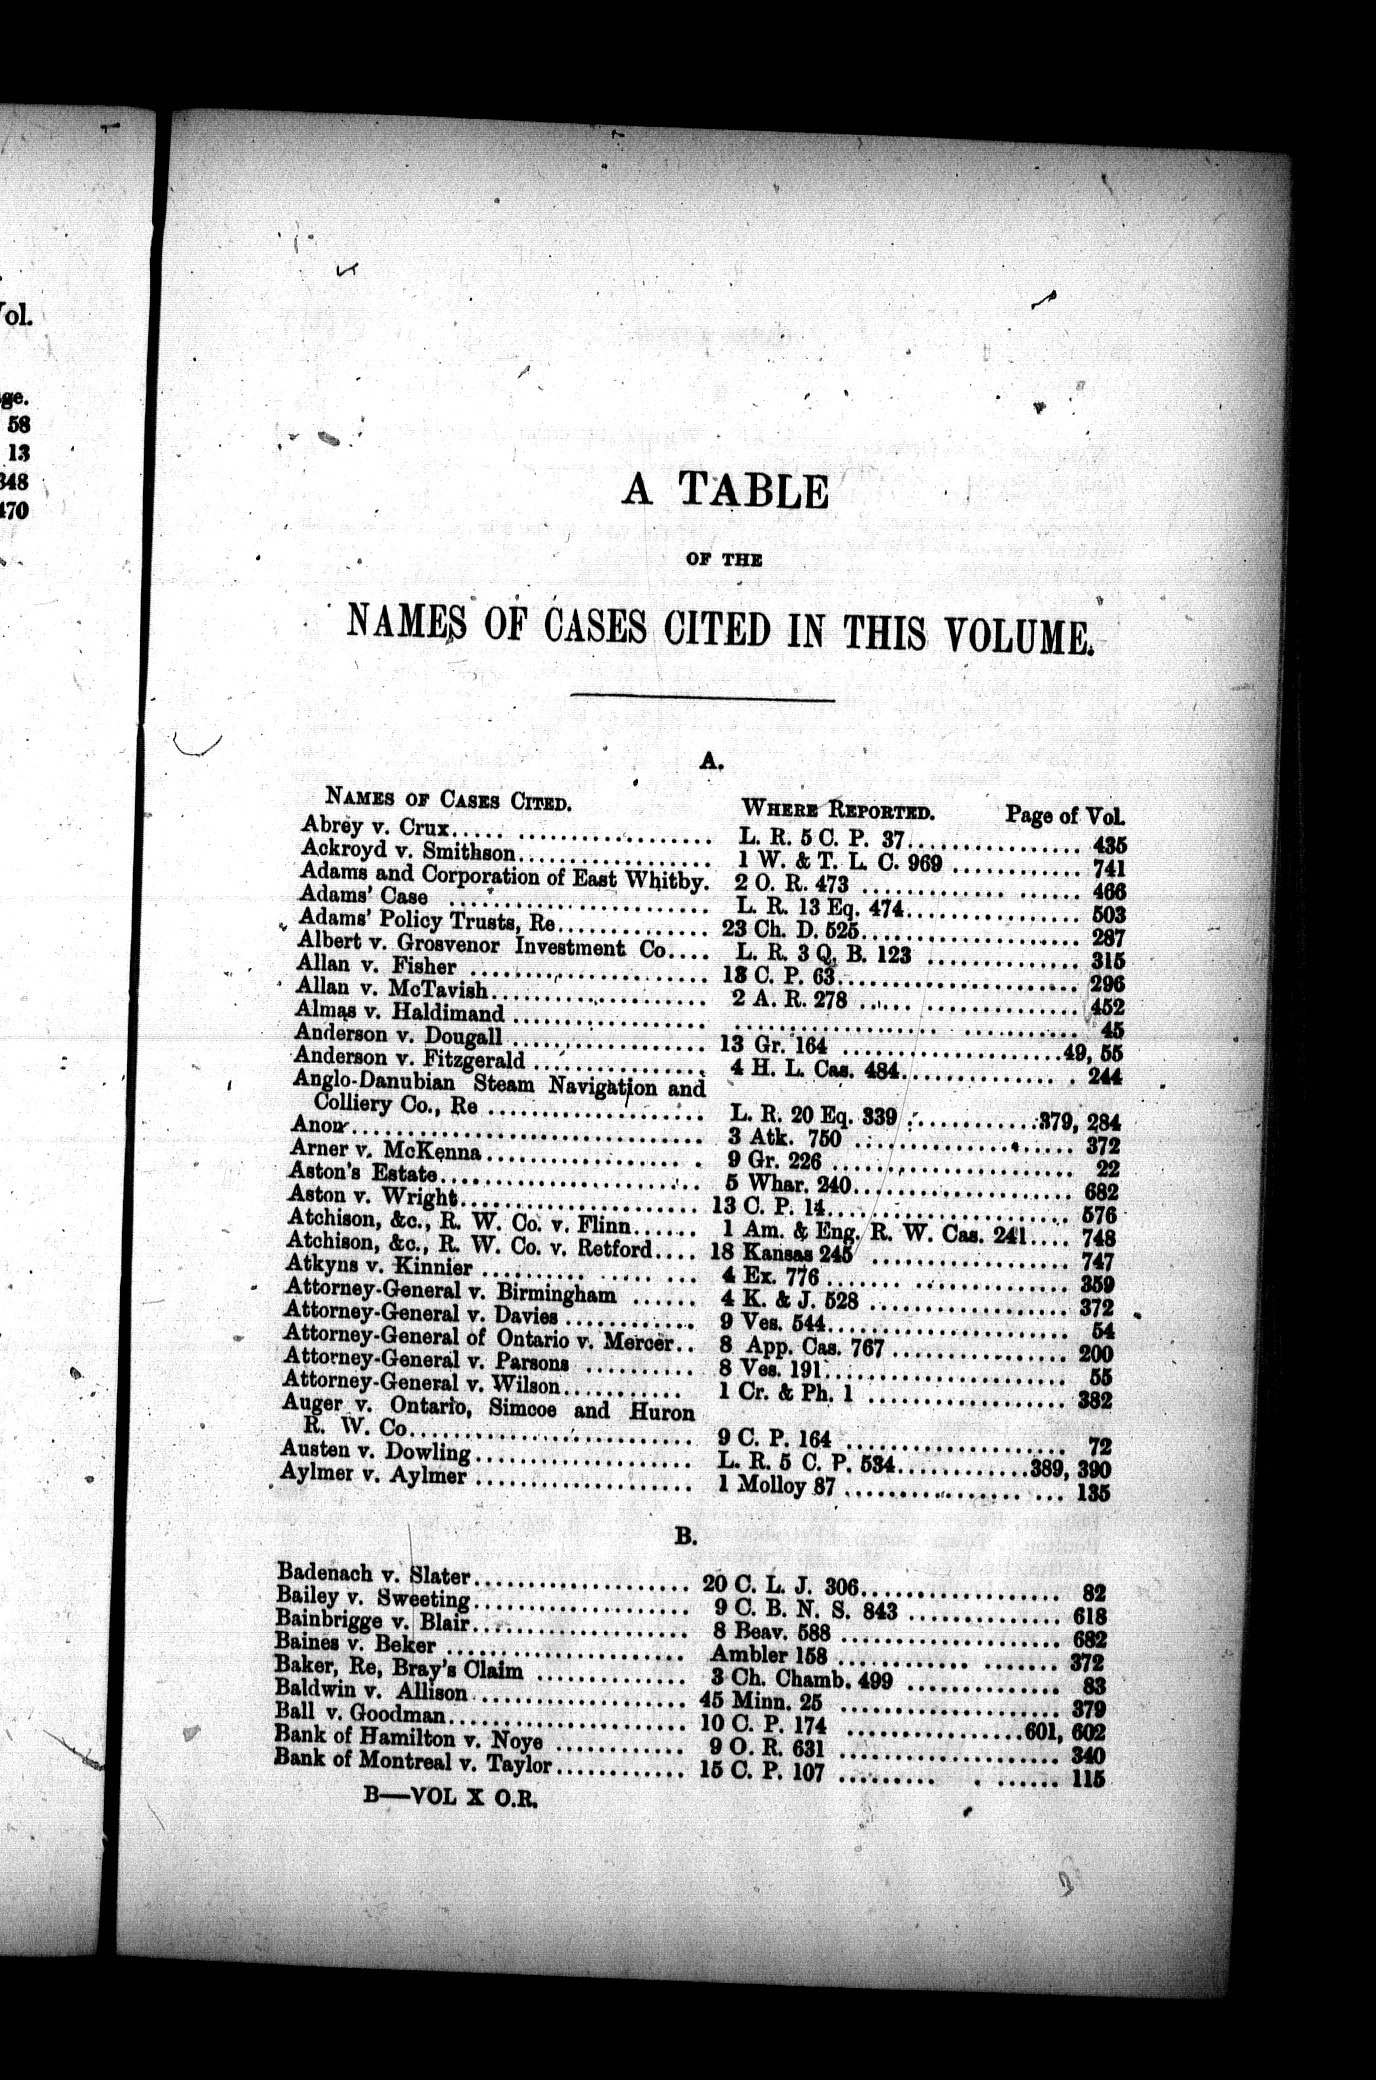 Vol.
age.
58
13
348
470
A TABLE
OF THE
NAMES OF CASES CITED IN THIS VOLUME.
A.
NAMES OF CASES CITED. WHERE REPORTED. Page of Vol.
Abrey v. Crux.................... L. R. 5 C. P. 37................ 435
Ackroyd v. Smithson.................. 1 W. & T. L. C. 969 ............ 741
Adams and Corporation of East Whitby. 2 O. R. 473 .................... 466
Adams' Case ........................ L. R. 13 Eq. 474................ 503
Adams' Policy Trusts, Re.............. 23 Ch. D. 525................... 287
Albert v. Grosvenor Investment Co.... L. R. 3 Q. B. 123 .............. 315
Allan v. Fisher ...................... 13 C. P. 63...................... 296
Allan v. McTavish.................... 2 A. R. 278 .................... 452
Almas v. Haldimand .................. .................... ............ 45
Anderson v. Dougall .................. 13 Gr. 164 .....................49, 55
Anderson v. Fitzgerald ................ 4 H. L. Cas. 484................ 244
Anglo-Danubian Steam Navigation and
Colliery Co., Re .................... L. R. 20 Eq. 339 ............379, 284
Anon................................. 3 Atk. 750 .................... 372
Arner v. McKenna................... . 9 Gr. 226 ...................... 22
Aston's Estate........................ 5 Whar. 240.................... 682
Aston v. Wright....................... 13 C. P. 14...................... 576
Atchison, &c., R. W. Co. v. Flinn...... 1 Am. & Eng. R. W. Cas. 241.... 748
Atchison, &c., R. W. Co. v. Retford.... 18 Kansas 245 .................. 747
Atkyns v. Kinnier .......... ..... ... 4 Ex. 776 ....... .............. 359
Attorney-General v. Birmingham ...... 4 K. & J. 528 .................. 372
Attorney-General v. Davies ............ 9 Ves. 544...................... 54
Attorney-General of Ontario v. Mercer.. 8 App. Cas. 767 ................ 200
Attorney-General v. Parsons .......... 8 Ves. 191...................... 55
Attorney-General v. Wilson........... 1 Cr. & Ph. 1 .................. 382
Auger v. Ontario, Simcoe and Huron
R. W. Co........................... 9 C. P. 164 .................... 72
Austen v. Dowling.................... L. R. 5 C. P. 534............389, 390
Aylmer v. Aylmer .................... 1 Molloy 87 ................. ... 135
B.
Badenach v. Slater.................... 20 C. L. J. 306................... 82
Bailey v. Sweeting.................... 9 C. B. N. S. 843 .............. 618
Bainbrigge v. Blair.................... 8 Beav. 588 .................... 682
Baines v. Beker ...................... Ambler 158 ............. ....... 372
Baker, Re, Bray's Claim .............. 3 Ch. Chamb. 499 .............. 83
Baldwin v. Allison.................... 45 Minn. 25 .................... 379
Ball v. Goodman....................... 10 C. P. 174 .................601, 602
Bank of Hamilton v. Noye ............ 9 O. R. 631 .................... 340
Bank of Montreal v. Taylor............ 15 C. P. 107 ......... . ...... 115
B—VOL X O.R.